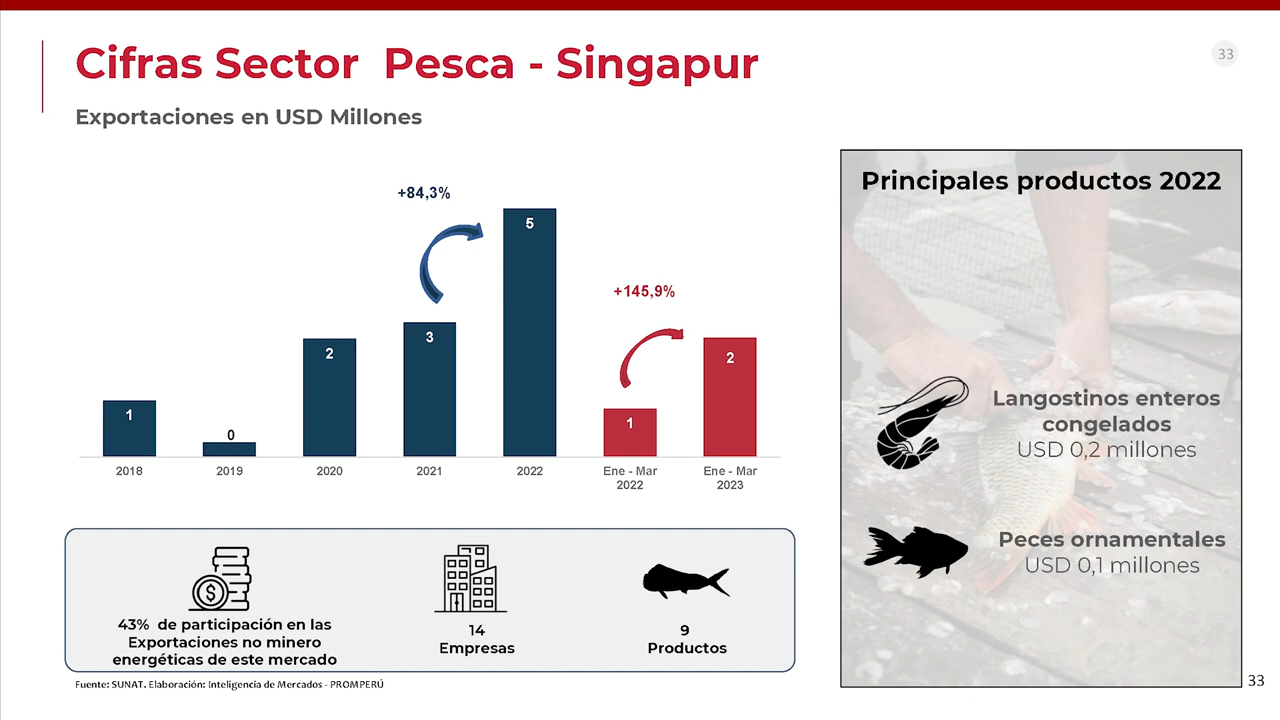 Cifras Sector Pesca - Singapur
33
Exportaciones en USD Millones
+84,3%
5
+145,9%
3
2
2
1
1
0
2018
2019
2020
2021
2022
Ene - Mar
2022
Ene - Mar
2023
Principales productos 2022
Langostinos enteros
congelados
USD 0,2 millones
Peces ornamentales
USD 0,1 millones
$
43% de participación en las
Exportaciones no minero
energéticas de este mercado
14
Empresas
9
Productos
Fuente: SUNAT. Elaboración: Inteligencia de Mercados - PROMPERÚ
33